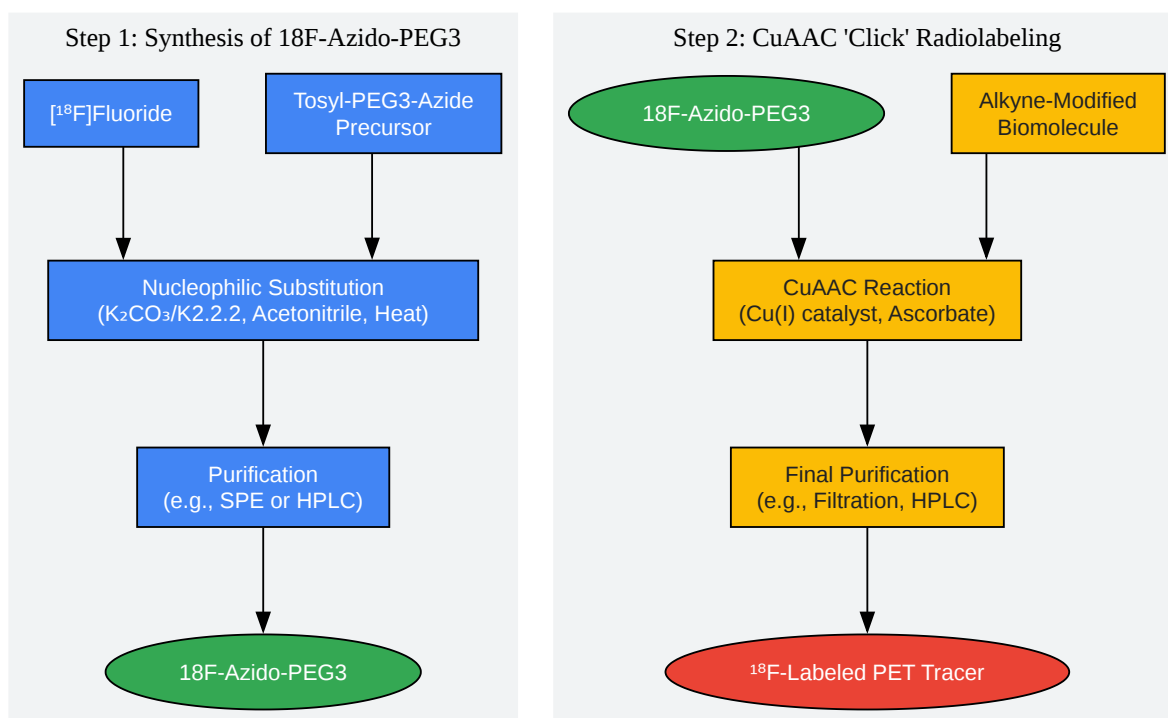 Step 1: Synthesis of 18F-Azido-PEG3
[¹⁸F]Fluoride
Tosyl-PEG3-Azide
Precursor
Nucleophilic Substitution
(K₂CO₃/K2.2.2, Acetonitrile, Heat)
Purification
(e.g., SPE or HPLC)
18F-Azido-PEG3
Step 2: CuAAC 'Click' Radiolabeling
18F-Azido-PEG3
Alkyne-Modified
Biomolecule
CuAAC Reaction
(Cu(I) catalyst, Ascorbate)
Final Purification
(e.g., Filtration, HPLC)
¹⁸F-Labeled PET Tracer